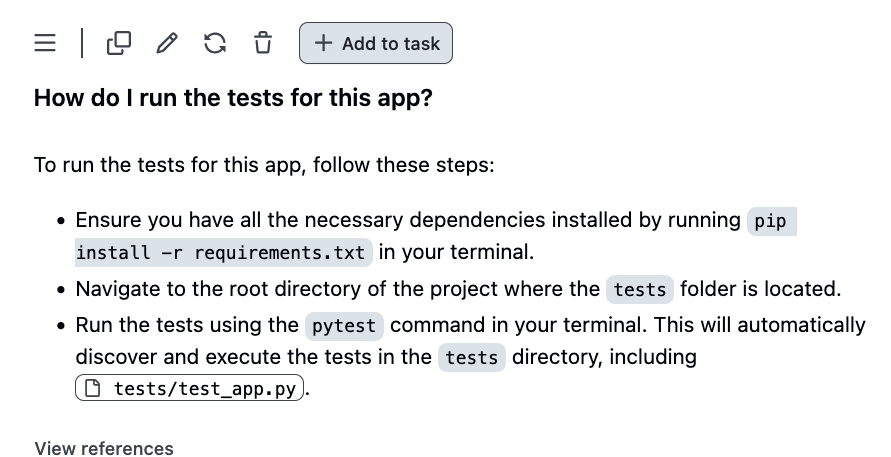 + Add to task
How do I run the tests for this app?
To run the tests for this app, follow these steps:
• Ensure you have all the necessary dependencies installed by running pip
install -r requirements.txt in your terminal.
• Navigate to the root directory of the project where the tests folder is located.
• Run the tests using the pytest command in your terminal. This will automatically
discover and execute the tests in the tests directory, including
tests/test_app.py.
View references